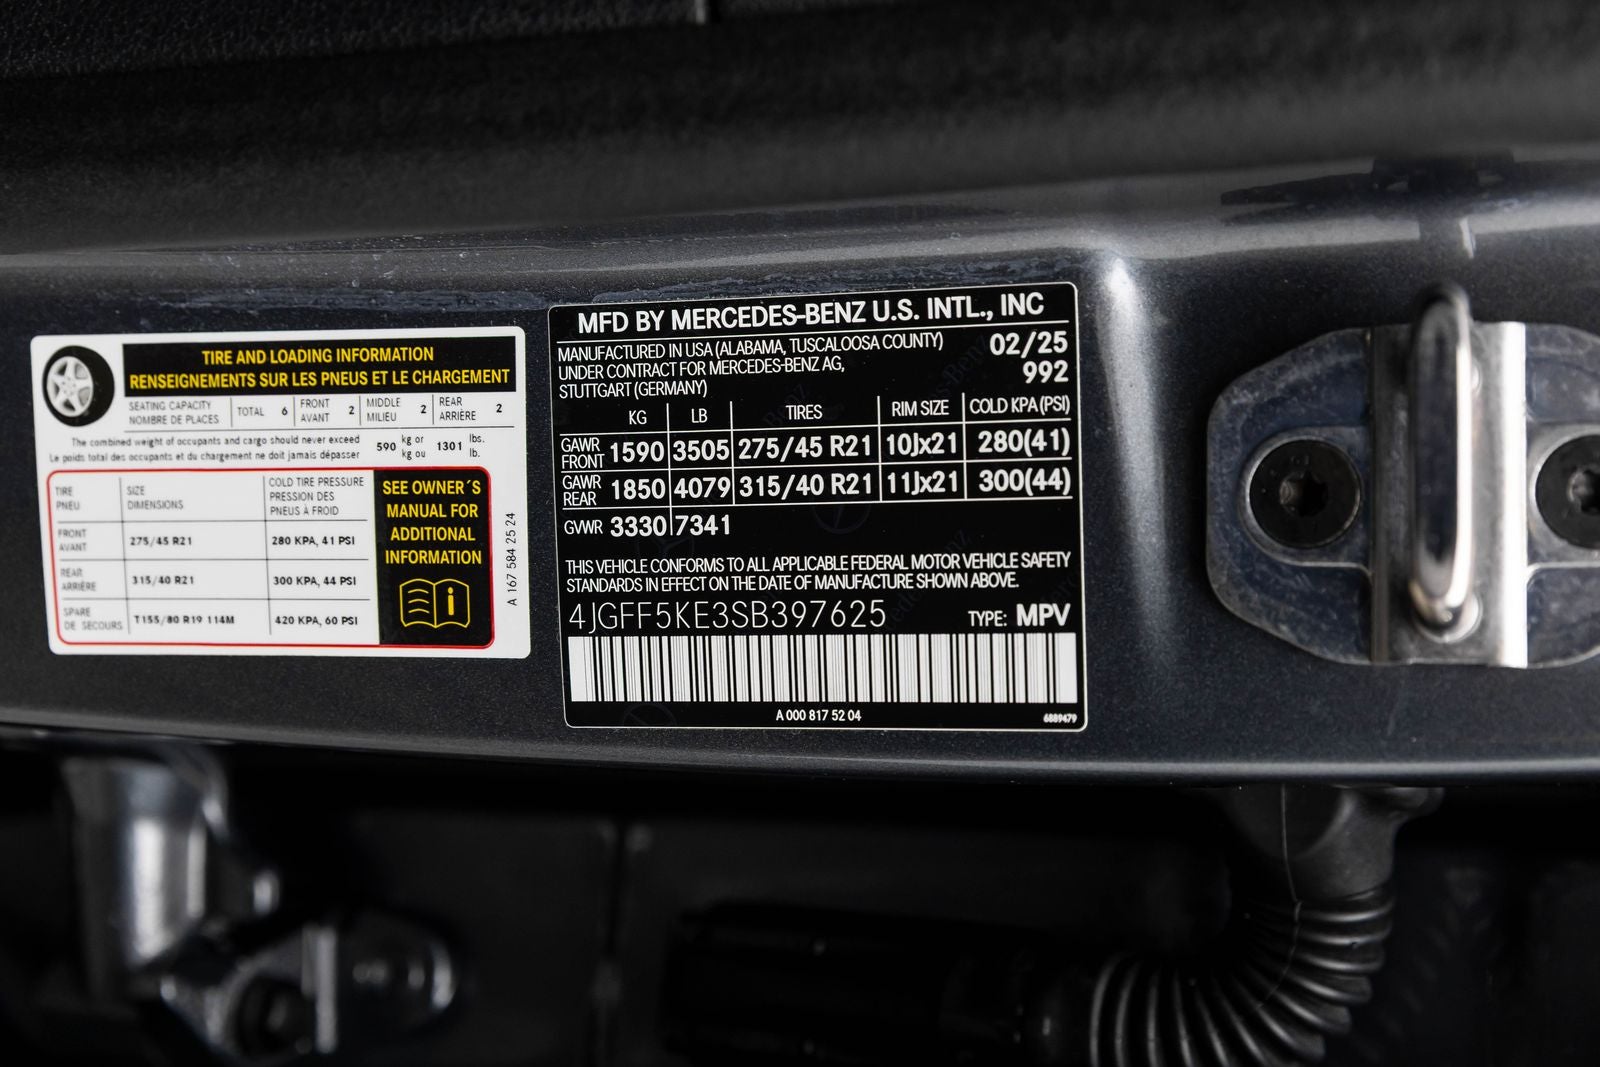 TIRE AND LOADING INFORMATION
RENSEIGNEMENTS SUR LES PNEUS ET LE CHARGEMENT
SEATING CAPACITY
NOMBRE DE PLACES
TOTAL 6
FRONT
AVANT 2
MIDDLE
MILIEU 2
REAR
ARRIÈRE 2
The combined weight of occupants and cargo should never exceed
Le poids total des occupants et du chargement ne doit jamais dépasser
590 kg or
kg ou
1301 lbs.
lb.
TIRE
PNEU
SIZE
DIMENSIONS
COLD TIRE PRESSURE
PRESSION DES
PNEUS À FROID
FRONT
AVANT
275/45 R21
280 KPA, 41 PSI
REAR
ARRIÈRE
315/40 R21
300 KPA, 44 PSI
SPARE
DE SECOURS
T155/80 R19 114M
420 KPA, 60 PSI
SEE OWNER´S
MANUAL FOR
ADDITIONAL
INFORMATION
i
A 167 584 25 24
MFD BY MERCEDES-BENZ U.S. INTL., INC
MANUFACTURED IN USA (ALABAMA, TUSCALOOSA COUNTY)
UNDER CONTRACT FOR MERCEDES-BENZ AG,
STUTTGART (GERMANY)
02/25
992
KG LB TIRES RIM SIZE COLD KPA (PSI)
GAWR
FRONT 1590 3505 275/45 R21 10Jx21 280(41)
GAWR
REAR 1850 4079 315/40 R21 11Jx21 300(44)
GVWR 3330 7341
THIS VEHICLE CONFORMS TO ALL APPLICABLE FEDERAL MOTOR VEHICLE SAFETY
STANDARDS IN EFFECT ON THE DATE OF MANUFACTURE SHOWN ABOVE.
4JGFF5KE3SB397625 TYPE: MPV
A 000 817 52 04
6889479